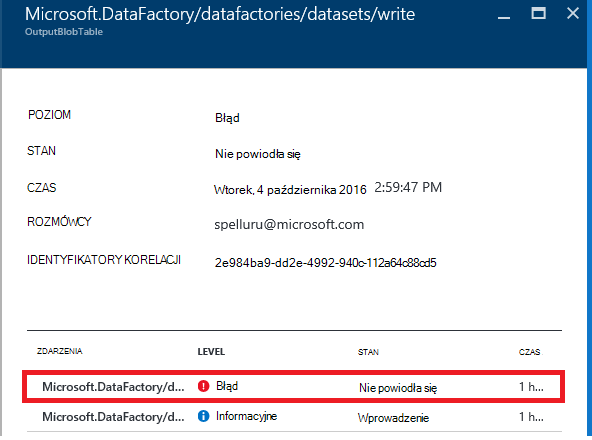 Microsoft.DataFactory/datafactories/datasets/write
OutputBlobTable
POZIOM Błąd
STAN Nie powiodła się
CZAS Wtorek, 4 października 2016 2:59:47 PM
ROZMÓWCY spelluru@microsoft.com
IDENTYFIKATORY KORELACJI 2e984ba9-dd2e-4992-940c-112a64c88cd5
ZDARZENIA LEVEL STAN CZAS
Microsoft.DataFactory/d... Błąd Nie powiodła się 1 h...
Microsoft.DataFactory/d... Informacyjne Wprowadzenie 1 h...